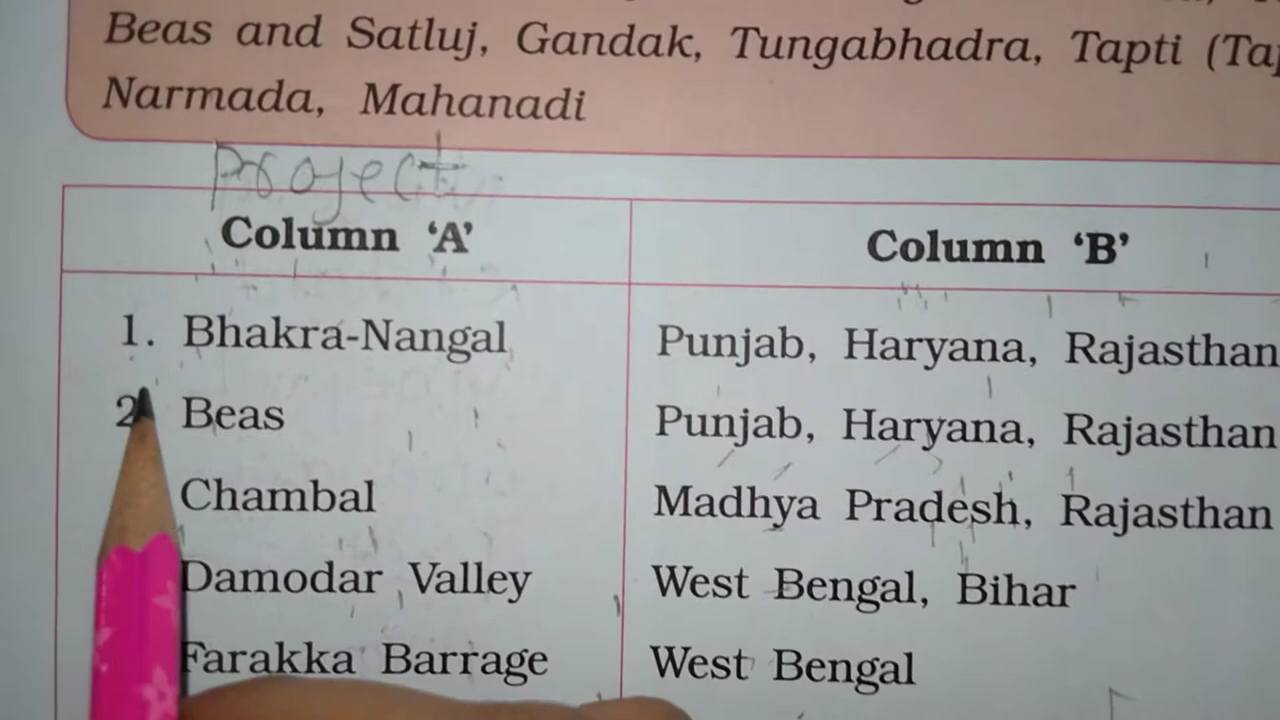 Beas and Satluj, Gandak, Tungabhadra, Tapti
Narmada, Mahanadi
Project
Column ‘A’ Column ‘B’
1. Bhakra-Nangal Punjab, Haryana, Rajasthan
2 Beas Punjab, Haryana, Rajasthan
Chambal Madhya Pradesh, Rajasthan
Damodar Valley West Bengal, Bihar
Farakka Barrage West Bengal